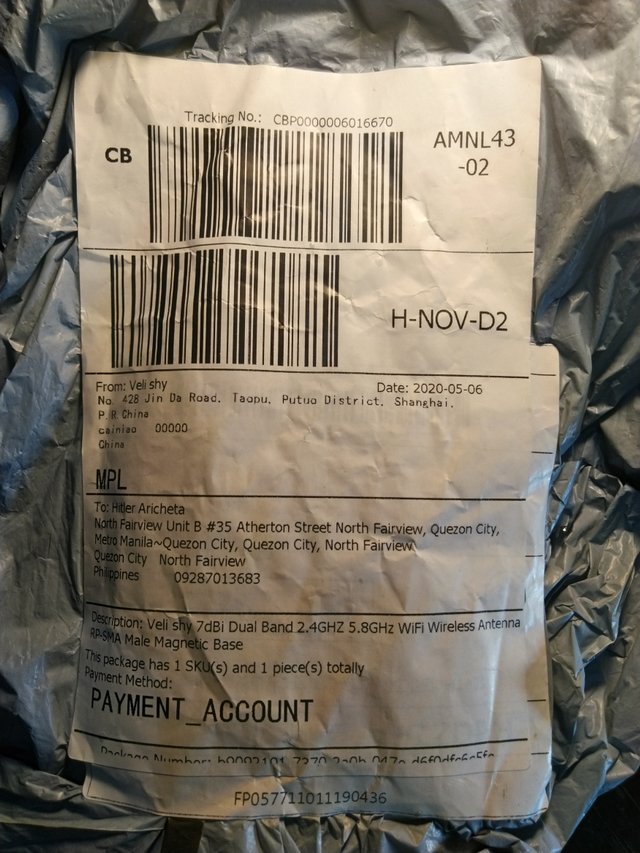 Tracking No.: CBP0000006016670
CB
AMNL43
-02
H-NOV-D2
From: Veli shy
Date: 2020-05-06
No. 428 Jin Da Road, Taopu, Putuo District, Shanghai,
P.R. China
cainiao 00000
China
MPL
To: Hitler Aricheta
North Fairview Unit B #35 Atherton Street North Fairview, Quezon City,
Metro Manila~Quezon City, Quezon City, North Fairview
Quezon City North Fairview
Philippines 09287013683
Description: Veli shy 7dBi Dual Band 2.4GHZ 5.8GHz WiFi Wireless Antenna
RP-SMA Male Magnetic Base
This package has 1 SKU(s) and 1 piece(s) totally
Payment Method:
PAYMENT_ACCOUNT
Package Number:
FP057711011190436